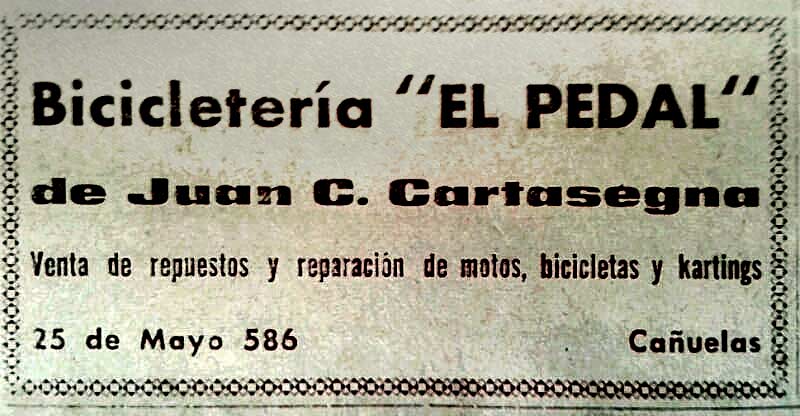 Bicicletería “EL PEDAL“
de Juan C. Cartasegna
Venta de repuestos y reparación de motos, bicicletas y kartings
25 de Mayo 586 Cañuelas